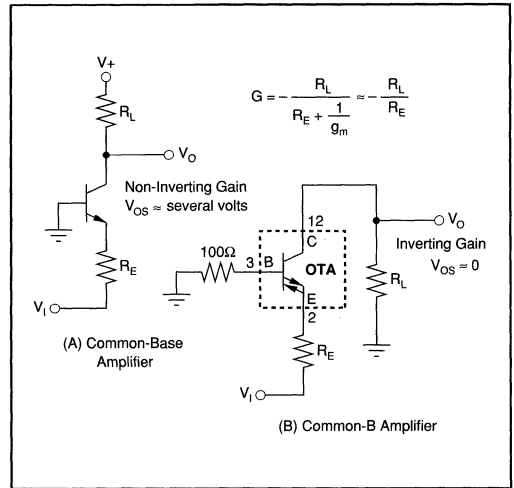 V+
R_L
V_O
Non-Inverting Gain
V_OS ≈ several volts
R_E
V_I
(A) Common-Base
Amplifier
G = - R_L / (R_E + 1/g_m) ≈ - R_L / R_E
12
C
V_O
Inverting Gain
V_OS ≈ 0
100Ω
3
B
OTA
R_L
E
2
R_E
V_I
(B) Common-B Amplifier